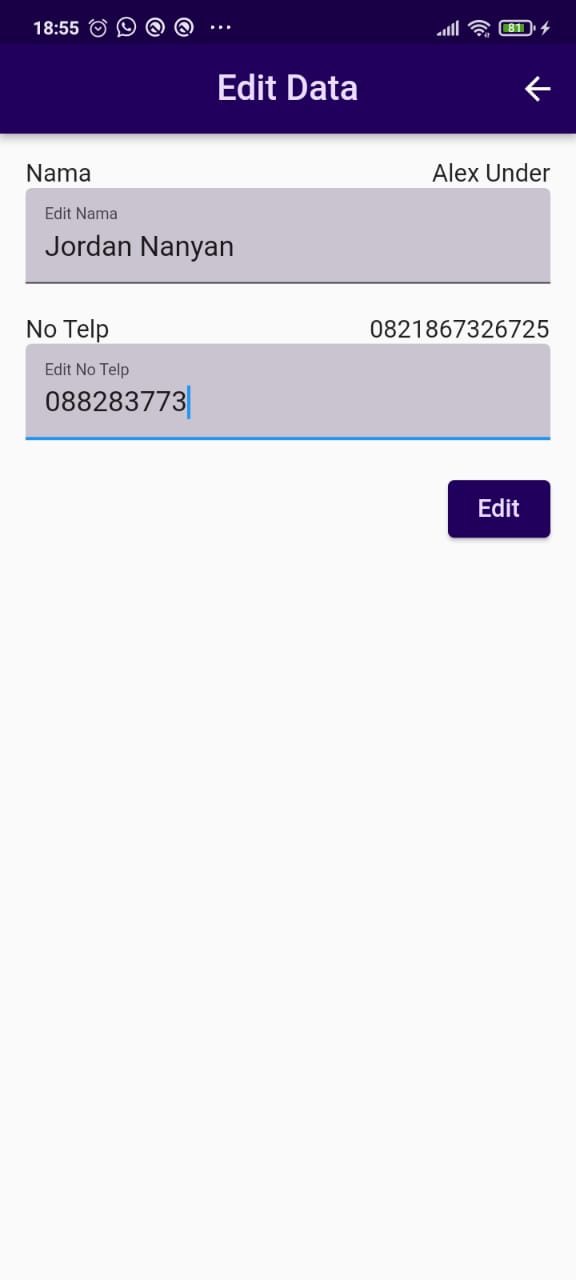 18:55 81
Edit Data
Nama Alex Under
Edit Nama
Jordan Nanyan
No Telp 0821867326725
Edit No Telp
088283773
Edit